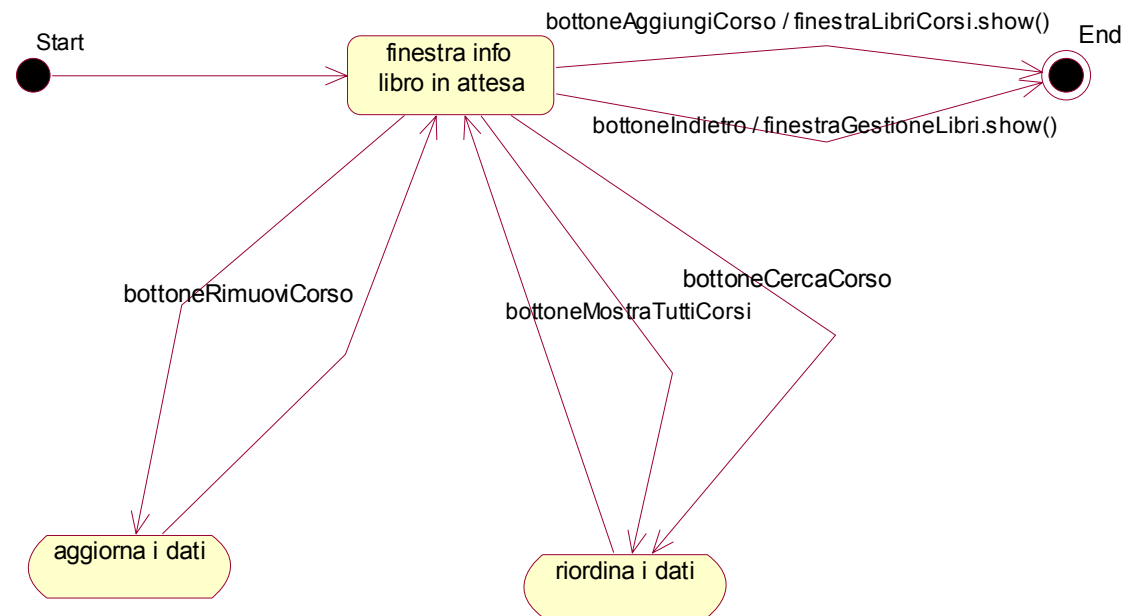 Start
bottoneAggiungiCorso / finestraLibriCorsi.show()
End
finestra info
libro in attesa
bottoneIndietro / finestraGestioneLibri.show()
bottoneCercaCorso
bottoneRimuoviCorso
bottoneMostraTuttiCorsi
aggiorna i dati
riordina i dati